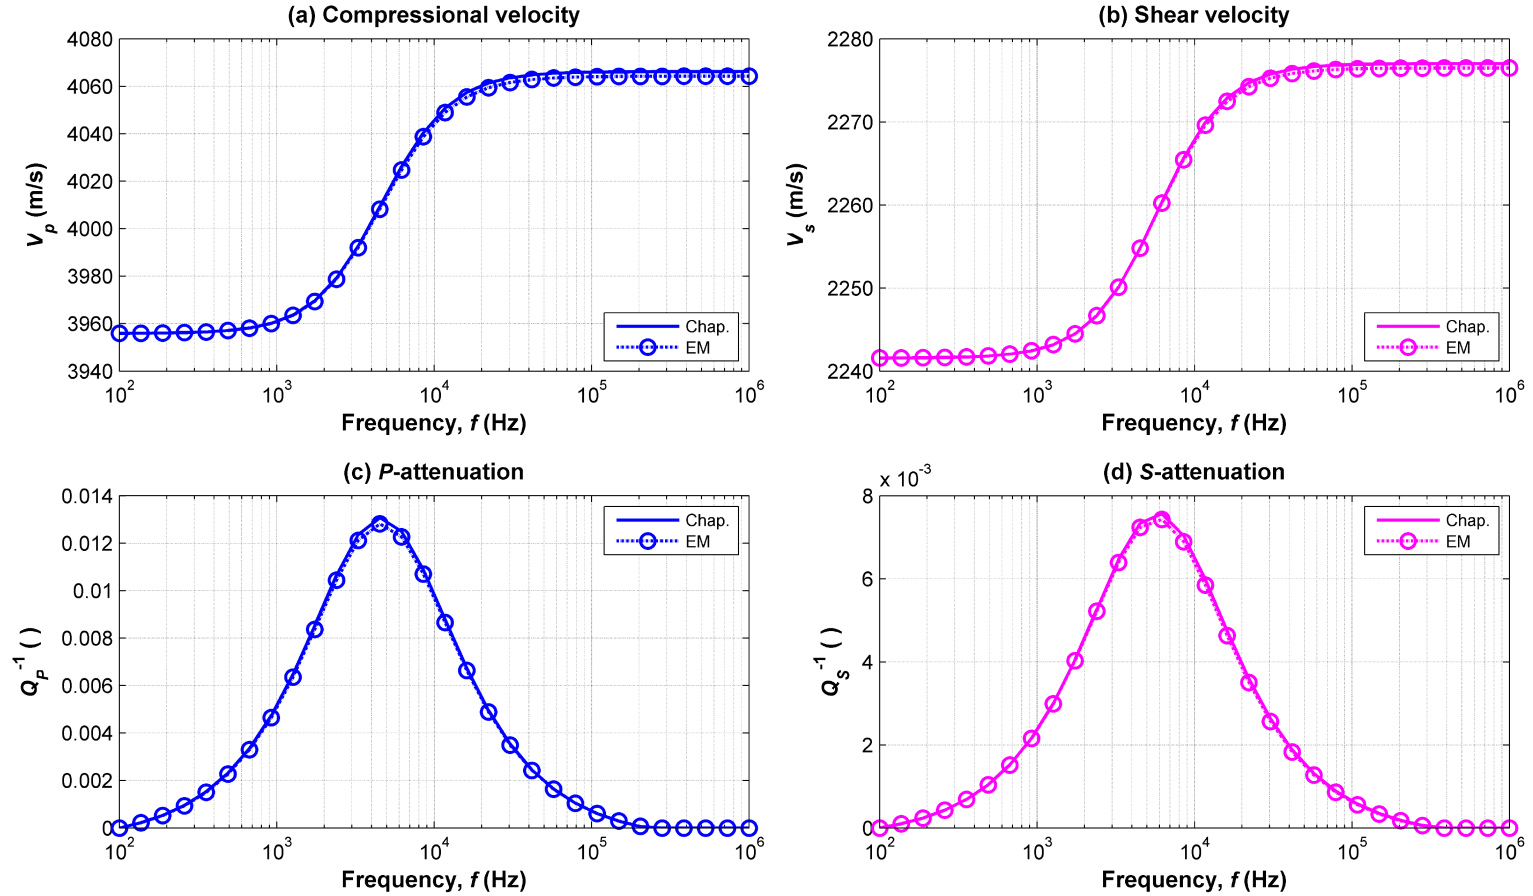 (a) Compressional velocity
4080
4060
4040
4020
4000
3980
3960
3940
V_p (m/s)
10^2 10^3 10^4 10^5 10^6
Frequency, f (Hz)
Chap.
EM
(b) Shear velocity
2280
2270
2260
2250
2240
V_s (m/s)
10^2 10^3 10^4 10^5 10^6
Frequency, f (Hz)
Chap.
EM
(c) P-attenuation
0.014
0.012
0.01
0.008
0.006
0.004
0.002
0
Q_P^-1 ( )
10^2 10^3 10^4 10^5 10^6
Frequency, f (Hz)
Chap.
EM
(d) S-attenuation
x 10^-3
8
6
4
2
0
Q_S^-1 ( )
10^2 10^3 10^4 10^5 10^6
Frequency, f (Hz)
Chap.
EM